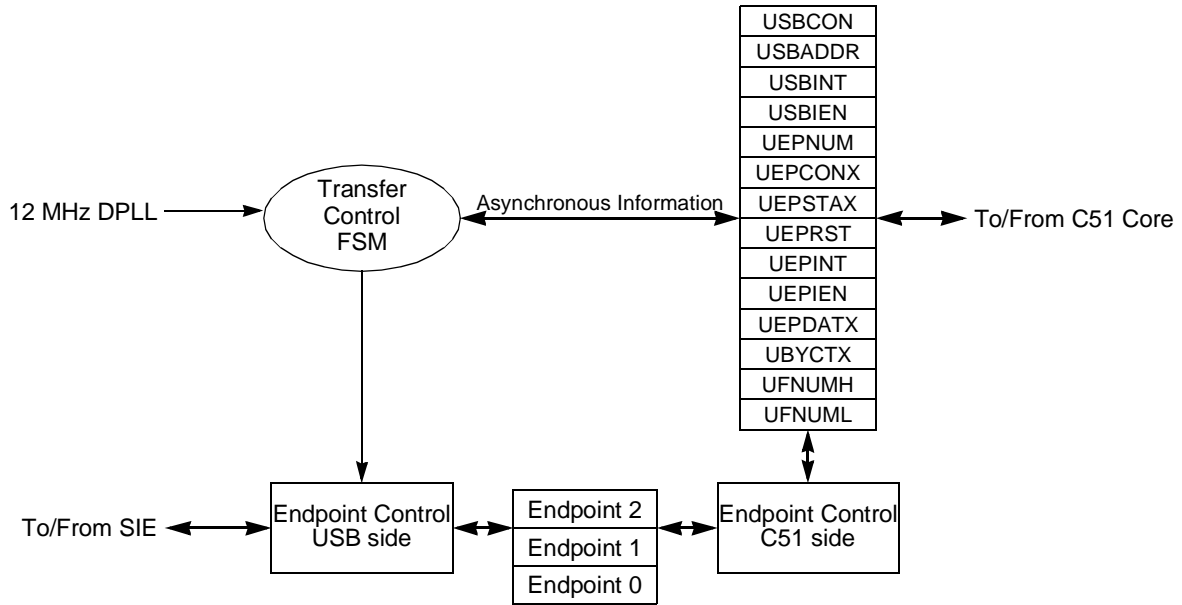 USBCON
USBADDR
USBINT
USBIEN
UEPNUM
UEPCONX
UEPSTAX
UEPRST
UEPINT
UEPIEN
UEPDATX
UBYCTX
UFNUMH
UFNUML
12 MHz DPLL
Transfer
Control
FSM
Asynchronous Information
To/From C51 Core
To/From SIE
Endpoint Control
USB side
Endpoint 2
Endpoint 1
Endpoint 0
Endpoint Control
C51 side